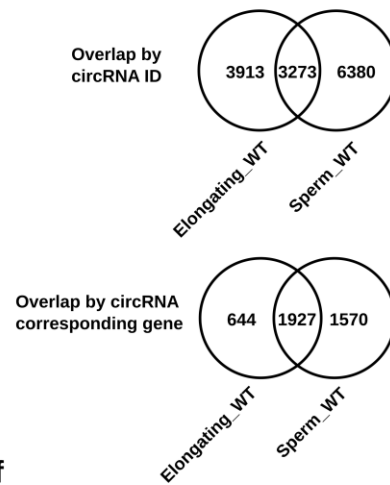 Overlap by
circRNA ID
3913 3273 6380
Elongating_WT
Sperm_WT
Overlap by circRNA
corresponding gene
644 1927 1570
Elongating_WT
Sperm_WT
f